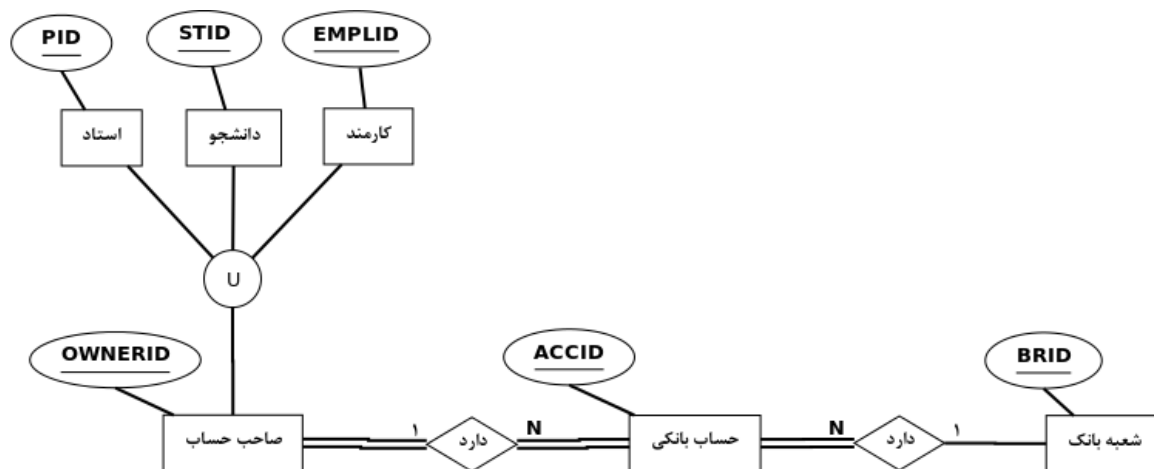 PID
STID
EMPLID
استاد
دانشجو
کارمند
U
OWNERID
ACCID
BRID
صاحب حساب
۱
دارد
N
حساب بانکی
N
دارد
۱
شعبه بانک